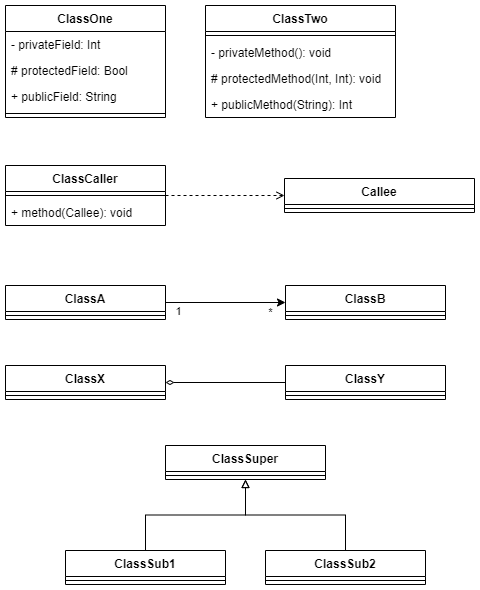 ClassOne
- privateField: Int
# protectedField: Bool
+ publicField: String
ClassTwo
- privateMethod(): void
# protectedMethod(Int, Int): void
+ publicMethod(String): Int
ClassCaller
+ method(Callee): void
Callee
ClassA
1
*
ClassB
ClassX
ClassY
ClassSuper
ClassSub1
ClassSub2